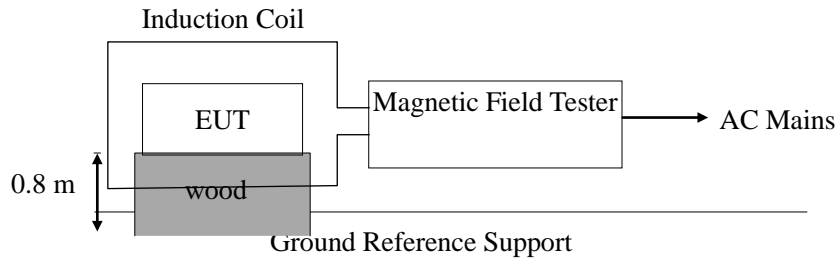 Induction Coil
EUT
Magnetic Field Tester
AC Mains
0.8 m
wood
Ground Reference Support